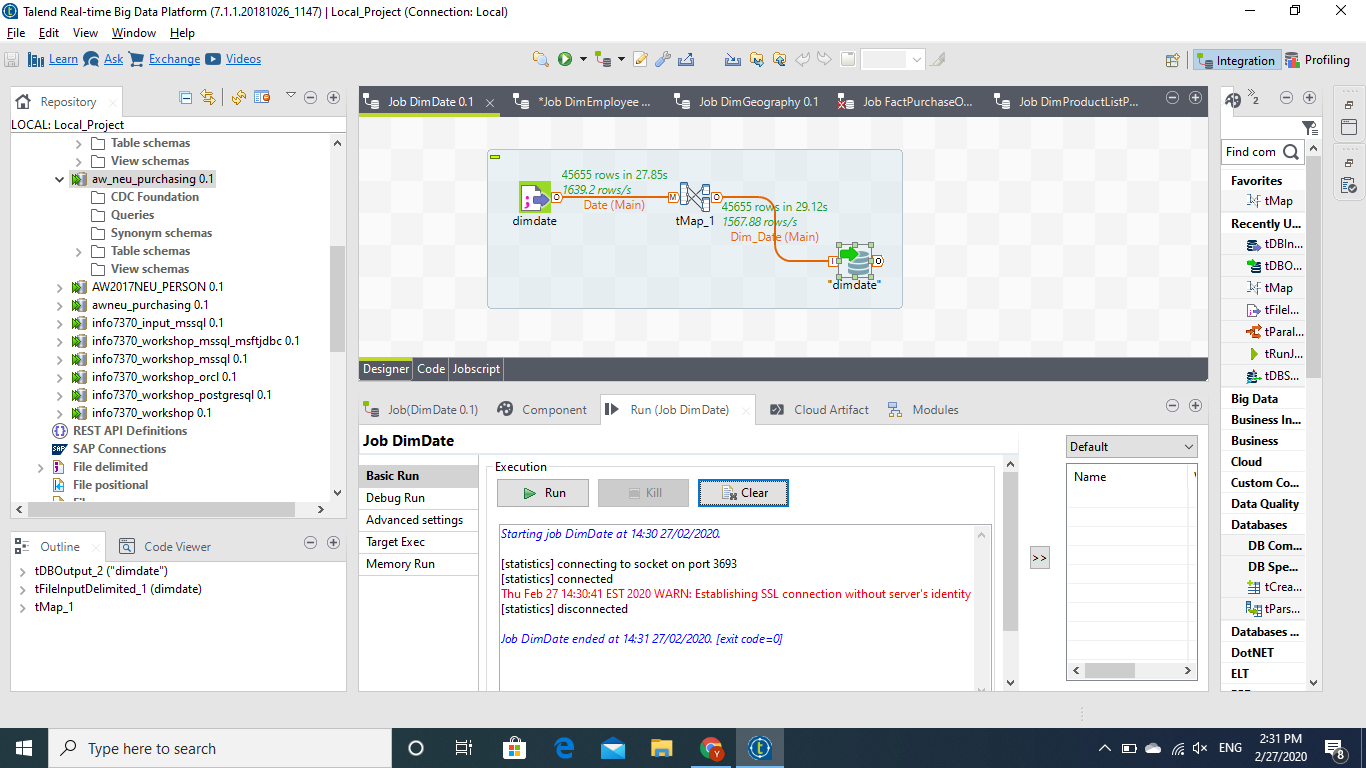 Talend Real-time Big Data Platform (7.1.1.20181026_1147) | Local_Project (Connection: Local)
File Edit View Window Help
Learn Ask Exchange Videos
Integration Profiling
Repository
LOCAL: Local_Project
Table schemas
View schemas
aw_neu_purchasing 0.1
CDC Foundation
Queries
Synonym schemas
Table schemas
View schemas
AW2017NEU_PERSON 0.1
awneu_purchasing 0.1
info7370_input_mssql 0.1
info7370_workshop_mssql_msftjdbc 0.1
info7370_workshop_mssql 0.1
info7370_workshop_orcl 0.1
info7370_workshop_postgresql 0.1
info7370_workshop 0.1
REST API Definitions
SAP Connections
File delimited
File positional
Outline Code Viewer
tDBOutput_2 ("dimdate")
tFileInputDelimited_1 (dimdate)
tMap_1
Job DimDate 0.1 *Job DimEmployee ... Job DimGeography 0.1 Job FactPurchaseO... Job DimProductListP...
45655 rows in 27.85s
1639.2 rows/s
Date (Main)
dimdate
tMap_1
45655 rows in 29.12s
1567.88 rows/s
Dim_Date (Main)
"dimdate"
Designer Code Jobscript
Job(DimDate 0.1) Component Run (Job DimDate) Cloud Artifact Modules
Job DimDate
Basic Run
Debug Run
Advanced settings
Target Exec
Memory Run
Execution
Run Kill Clear
Starting job DimDate at 14:30 27/02/2020.
[statistics] connecting to socket on port 3693
[statistics] connected
Thu Feb 27 14:30:41 EST 2020 WARN: Establishing SSL connection without server's identity
[statistics] disconnected
Job DimDate ended at 14:31 27/02/2020. [exit code=0]
>>
Default
Name
2
Find com
Favorites
tMap
Recently U...
tDBIn...
tDBO...
tMap
tFileI...
tParal...
tRunJ...
tDBS...
Big Data
Business In...
Business
Cloud
Custom Co...
Data Quality
Databases
DB Com...
DB Spe...
tCrea...
tPars...
Databases ...
DotNET
ELT
Type here to search
ENG
2:31 PM
2/27/2020
8